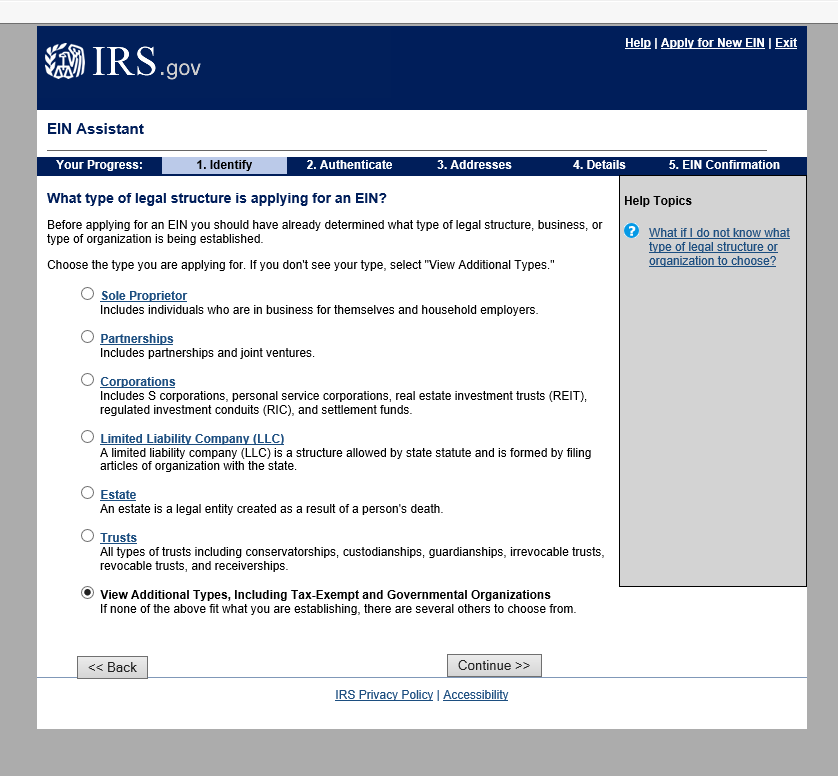 IRS.gov
Help | Apply for New EIN | Exit
EIN Assistant
Your Progress: 1. Identify 2. Authenticate 3. Addresses 4. Details 5. EIN Confirmation
What type of legal structure is applying for an EIN?
Before applying for an EIN you should have already determined what type of legal structure, business, or
type of organization is being established.
Choose the type you are applying for. If you don't see your type, select "View Additional Types."
Sole Proprietor
Includes individuals who are in business for themselves and household employers.
Partnerships
Includes partnerships and joint ventures.
Corporations
Includes S corporations, personal service corporations, real estate investment trusts (REIT),
regulated investment conduits (RIC), and settlement funds.
Limited Liability Company (LLC)
A limited liability company (LLC) is a structure allowed by state statute and is formed by filing
articles of organization with the state.
Estate
An estate is a legal entity created as a result of a person's death.
Trusts
All types of trusts including conservatorships, custodianships, guardianships, irrevocable trusts,
revocable trusts, and receiverships.
View Additional Types, Including Tax-Exempt and Governmental Organizations
If none of the above fit what you are establishing, there are several others to choose from.
Help Topics
? What if I do not know what
type of legal structure or
organization to choose?
<< Back
Continue >>
IRS Privacy Policy | Accessibility